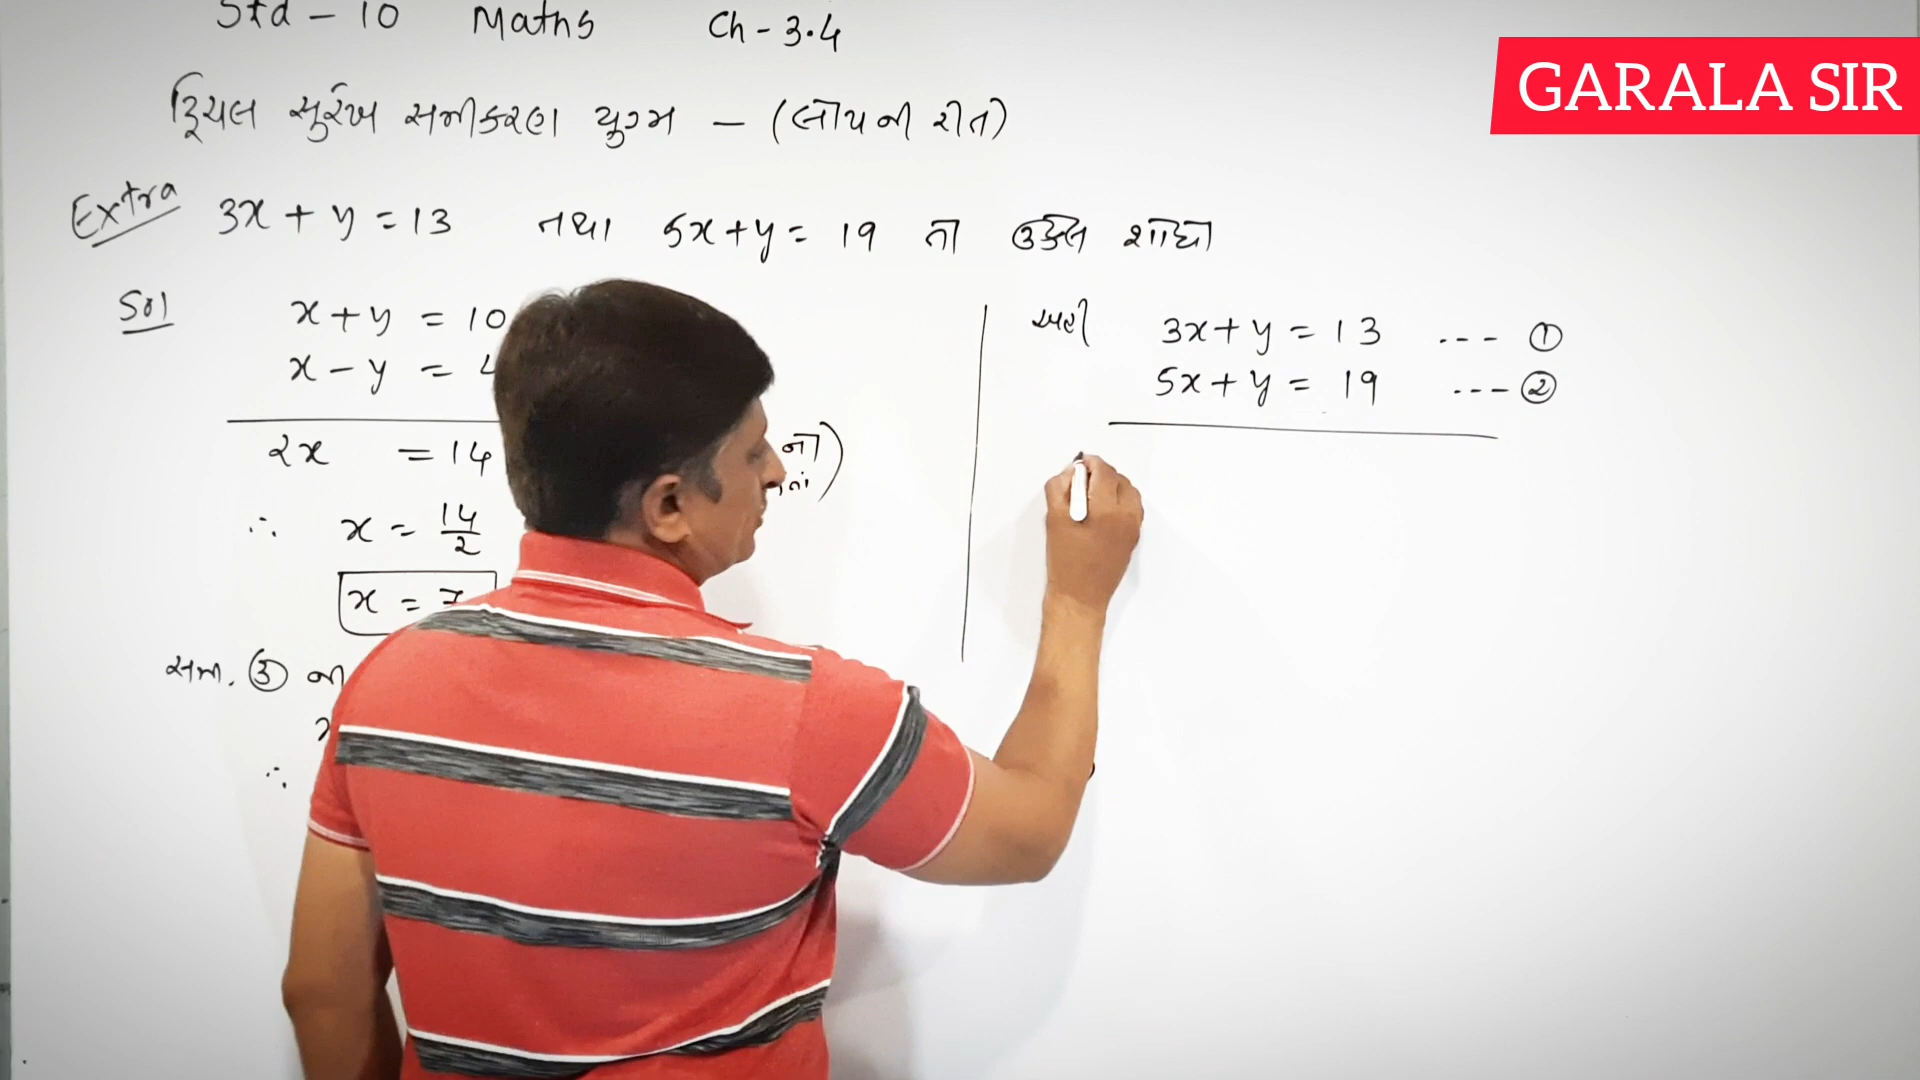 Std - 10 Maths Ch - 3.4
GARALA SIR
દ્વિચલ સુરેખ સમીકરણ યુગ્મ - (લોપની રીત)
Extra 3x + y = 13 તથા 5x + y = 19 નો ઉકેલ શોધો
Sol
x + y = 10
x - y = 4
2x = 14
નો)
∴ x = 14/2
x = 7
સમી. ③ ની
x
∴
અહીં 3x + y = 13 --- ①
5x + y = 19 --- ②